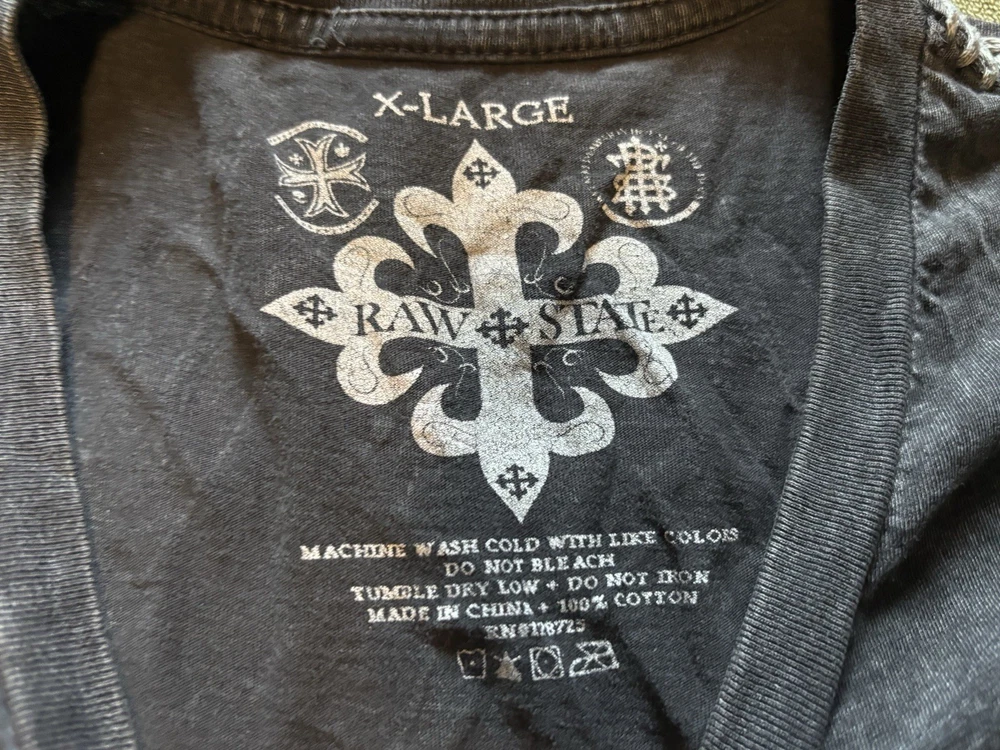 X-LARGE
RAW STATE
MACHINE WASH COLD WITH LIKE COLORS
DO NOT BLEACH
TUMBLE DRY LOW + DO NOT IRON
MADE IN CHINA + 100% COTTON
RN#128725